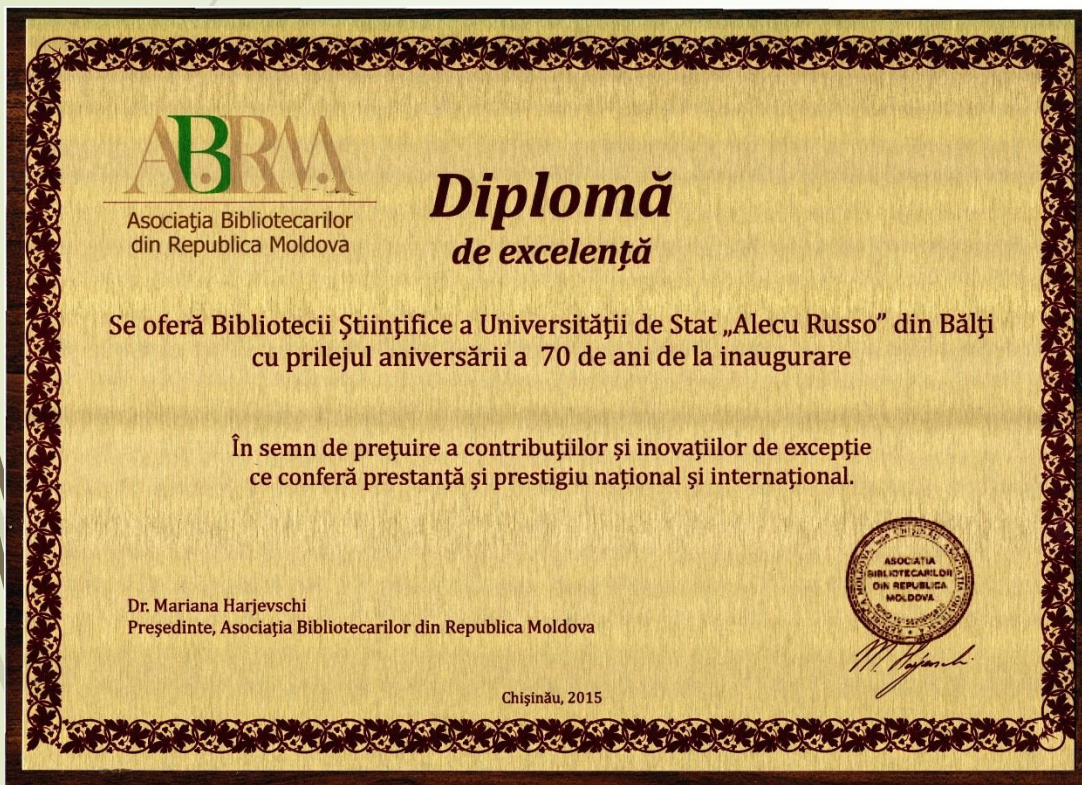 ABRM
Asociaţia Bibliotecarilor
din Republica Moldova
Diplomă
de excelenţă
Se oferă Bibliotecii Ştiinţifice a Universităţii de Stat „Alecu Russo” din Bălţi
cu prilejul aniversării a 70 de ani de la inaugurare
În semn de preţuire a contribuţiilor şi inovaţiilor de excepţie
ce conferă prestanţă şi prestigiu naţional şi internaţional.
ASOCIAŢIA
BIBLIOTECARILOR
DIN REPUBLICA
MOLDOVA
Dr. Mariana Harjevschi
Preşedinte, Asociaţia Bibliotecarilor din Republica Moldova
Chişinău, 2015